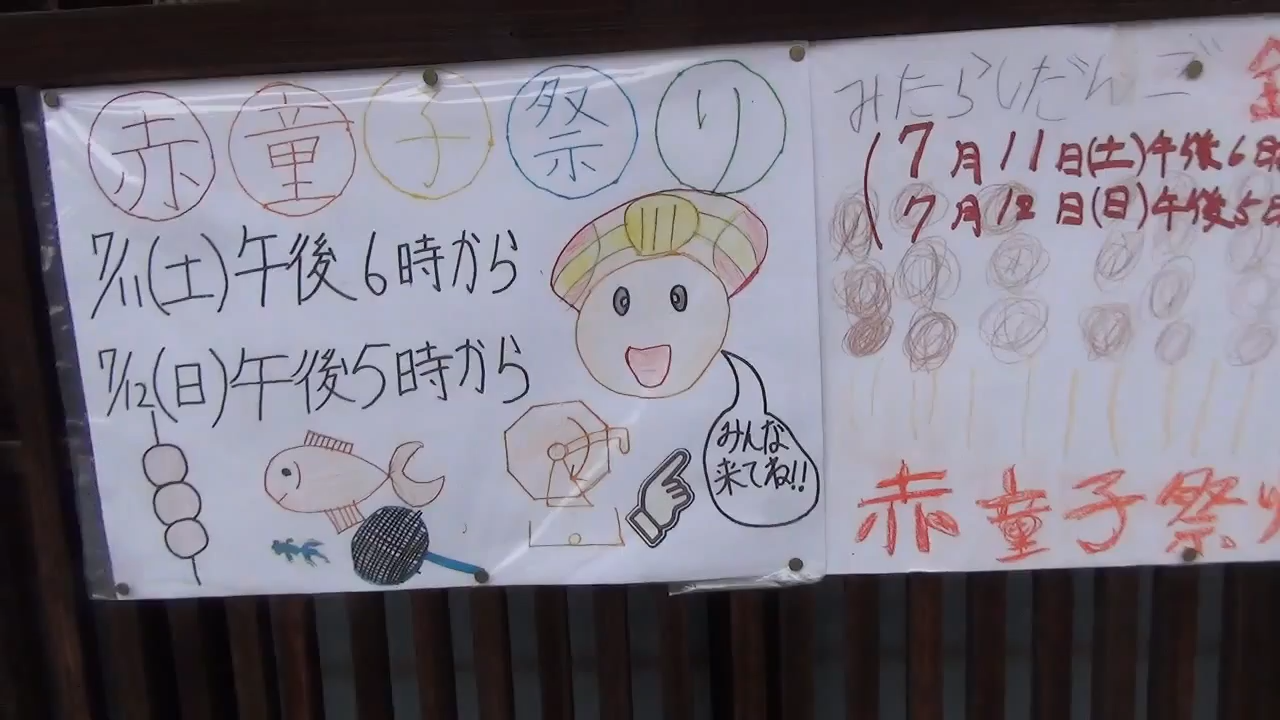 赤童子祭り
7/11(土)午後6時から
7/12(日)午後5時から
みんな
来てね!!
みたらしだんご
(7月11日(土)午後6時
7月12日(日)午後5
赤童子祭り